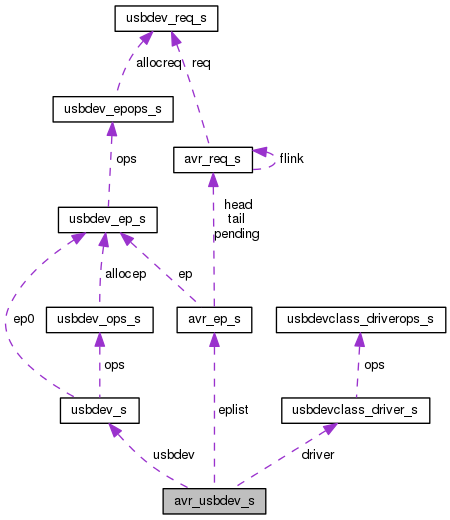 usbdev_req_s
allocreq
req
usbdev_epops_s
avr_req_s
flink
ops
head
tail
pending
usbdev_ep_s
allocep
ep
ep0
usbdev_ops_s
avr_ep_s
usbdevclass_driverops_s
ops
eplist
ops
usbdev_s
usbdevclass_driver_s
usbdev
driver
avr_usbdev_s